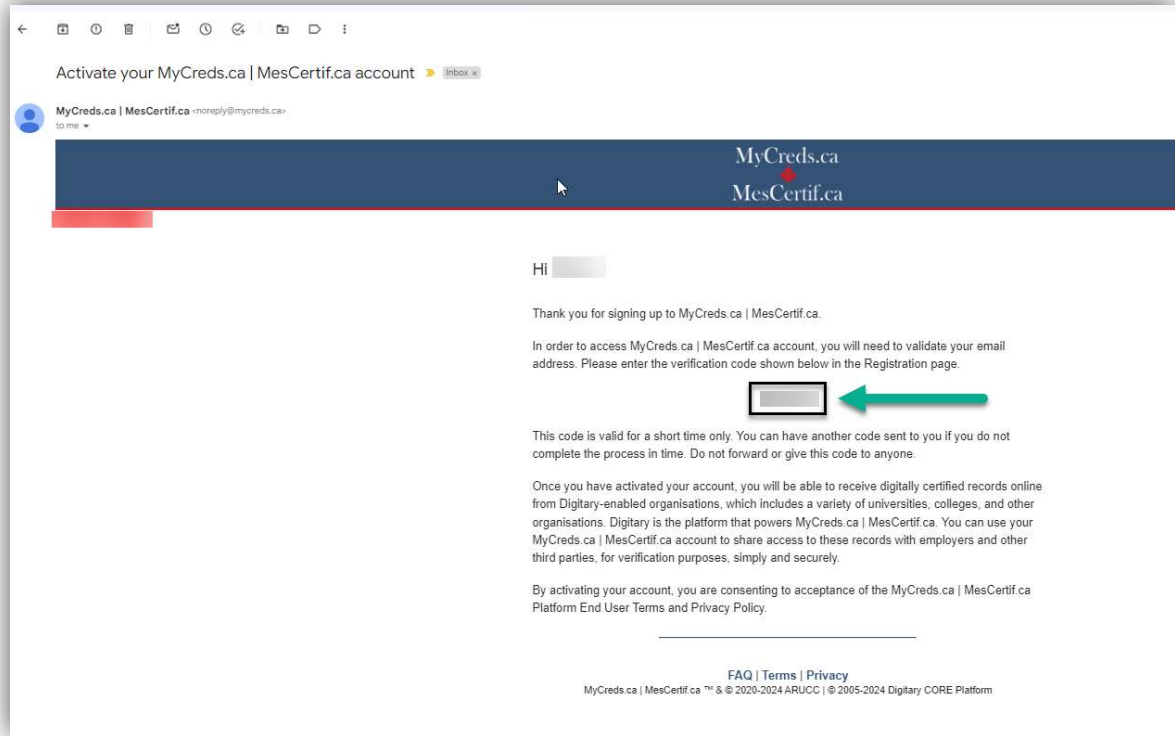 Activate your MyCreds.ca | MesCertif.ca account Inbox x
MyCreds.ca | MesCertif.ca <noreply@mycreds.ca>
to me
MyCreds.ca
MesCertif.ca
Hi
Thank you for signing up to MyCreds.ca | MesCertif.ca.
In order to access MyCreds.ca | MesCertif.ca account, you will need to validate your email
address. Please enter the verification code shown below in the Registration page.
This code is valid for a short time only. You can have another code sent to you if you do not
complete the process in time. Do not forward or give this code to anyone.
Once you have activated your account, you will be able to receive digitally certified records online
from Digitary-enabled organisations, which includes a variety of universities, colleges, and other
organisations. Digitary is the platform that powers MyCreds.ca | MesCertif.ca. You can use your
MyCreds.ca | MesCertif.ca account to share access to these records with employers and other
third parties, for verification purposes, simply and securely.
By activating your account, you are consenting to acceptance of the MyCreds.ca | MesCertif.ca
Platform End User Terms and Privacy Policy.
FAQ | Terms | Privacy
MyCreds.ca | MesCertif.ca ™ & © 2020-2024 ARUCC | © 2005-2024 Digitary CORE Platform